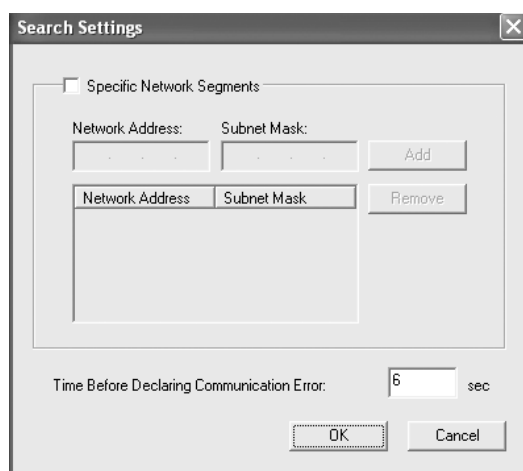 Search Settings
Specific Network Segments
Network Address: Subnet Mask:
Add
Network Address Subnet Mask
Remove
Time Before Declaring Communication Error: 6 sec
OK Cancel